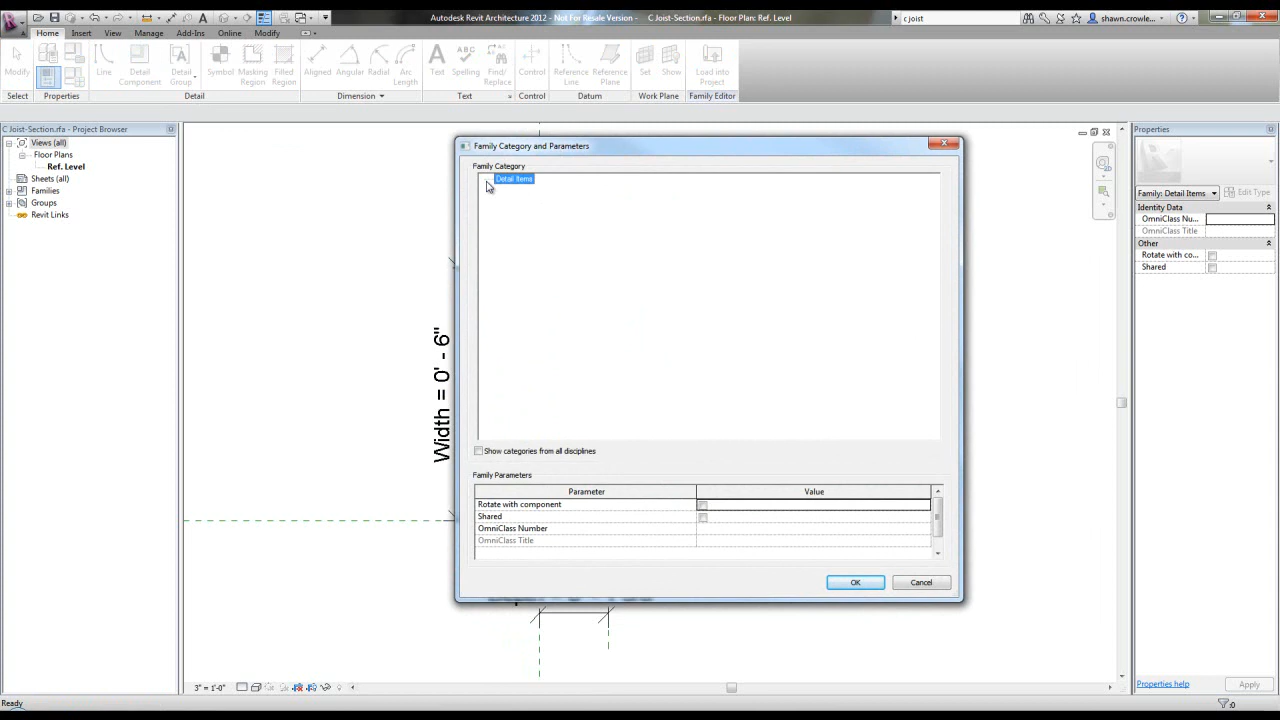 Autodesk Revit Architecture 2012 - Not For Resale Version - C Joist-Section.rfa - Floor Plan: Ref. Level
c joist
shawn.crowle...
Home Insert View Manage Add-Ins Online Modify
Modify
Line
Detail Component
Detail Group
Symbol
Masking Region
Filled Region
Aligned
Angular
Radial
Arc Length
Text
Spelling
Find/ Replace
Control
Reference Line
Reference Plane
Set
Show
Load into Project
Select Properties Detail Dimension Text Control Datum Work Plane Family Editor
C Joist-Section.rfa - Project Browser
Views (all)
Floor Plans
Ref. Level
Sheets (all)
Families
Groups
Revit Links
Width = 0' - 6"
Family Category and Parameters
Family Category
Detail Items
Show categories from all disciplines
Family Parameters
Parameter Value
Rotate with component
Shared
OmniClass Number
OmniClass Title
OK Cancel
Properties
Family: Detail Items Edit Type
Identity Data
OmniClass Nu...
OmniClass Title
Other
Rotate with co...
Shared
Properties help Apply
3" = 1'-0"
Ready
:0